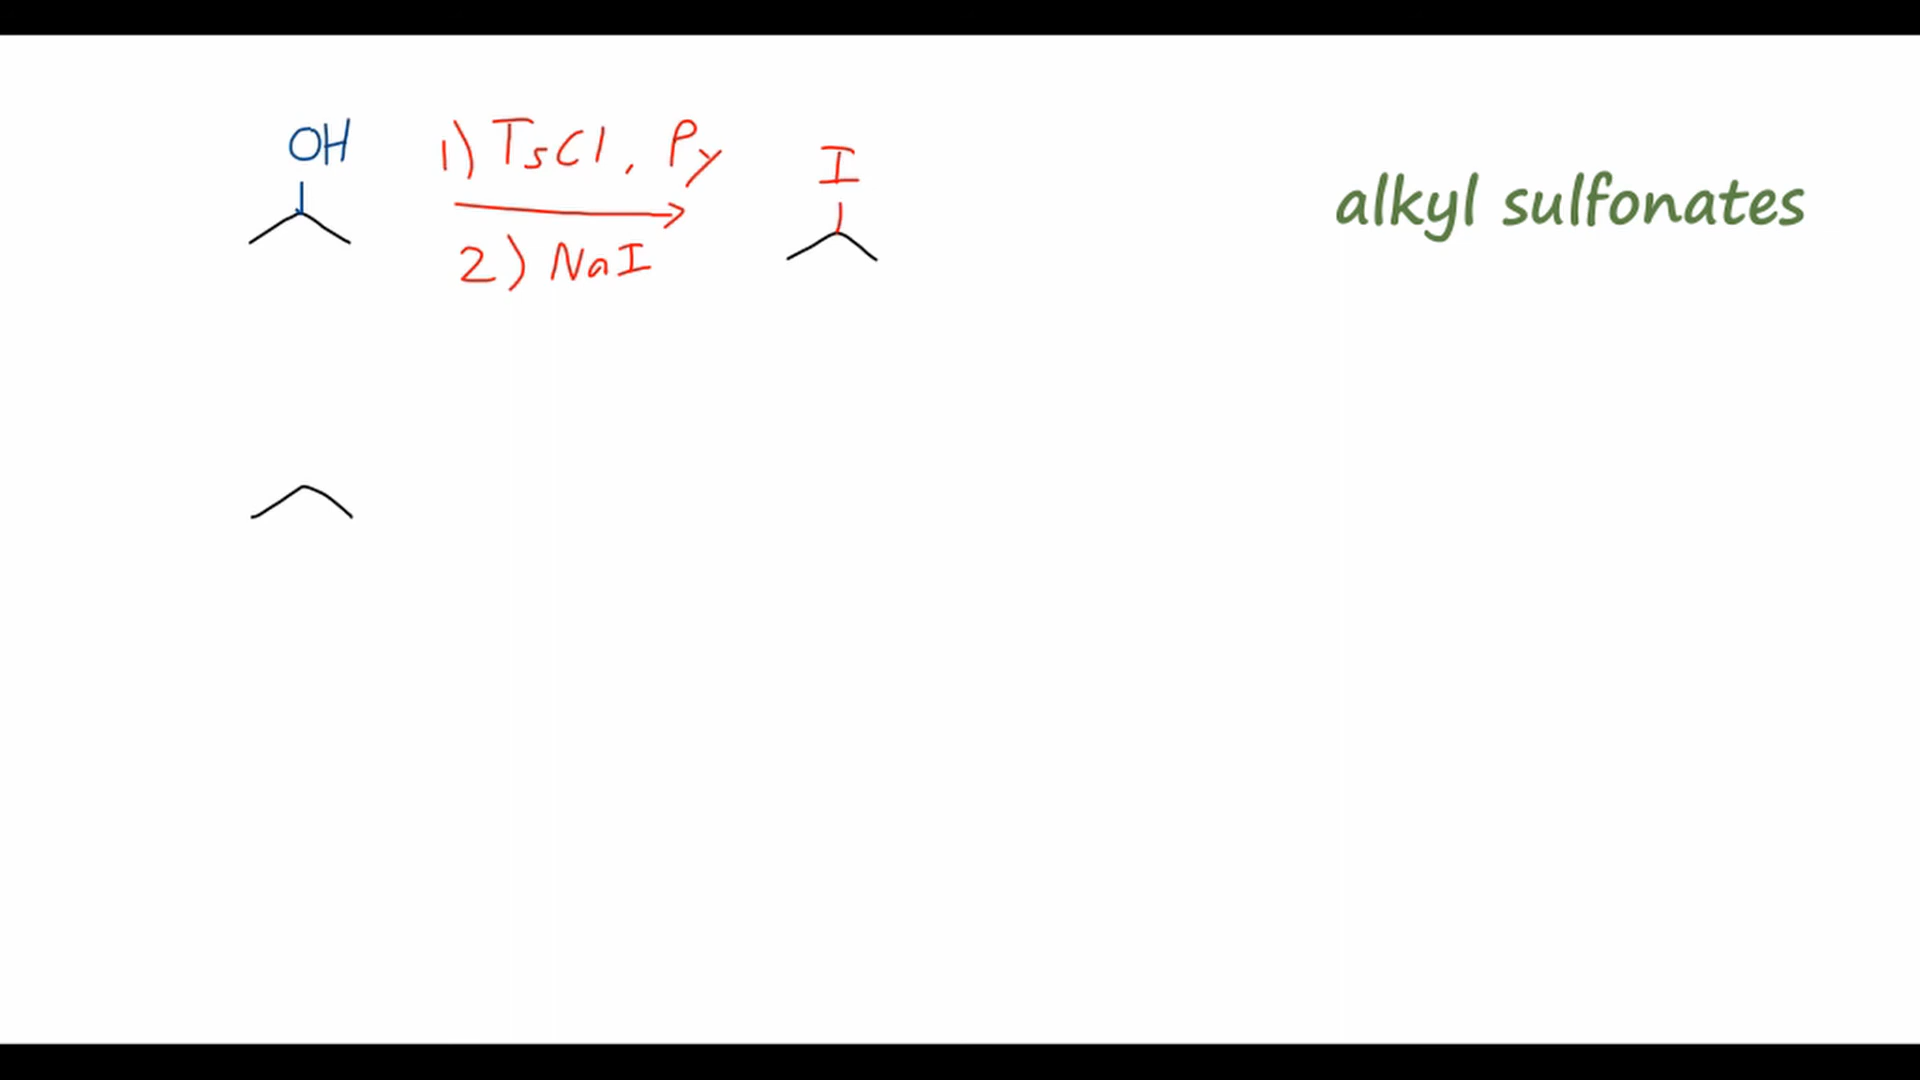 OH
1) TsCl, Py
2) NaI
I
alkyl sulfonates